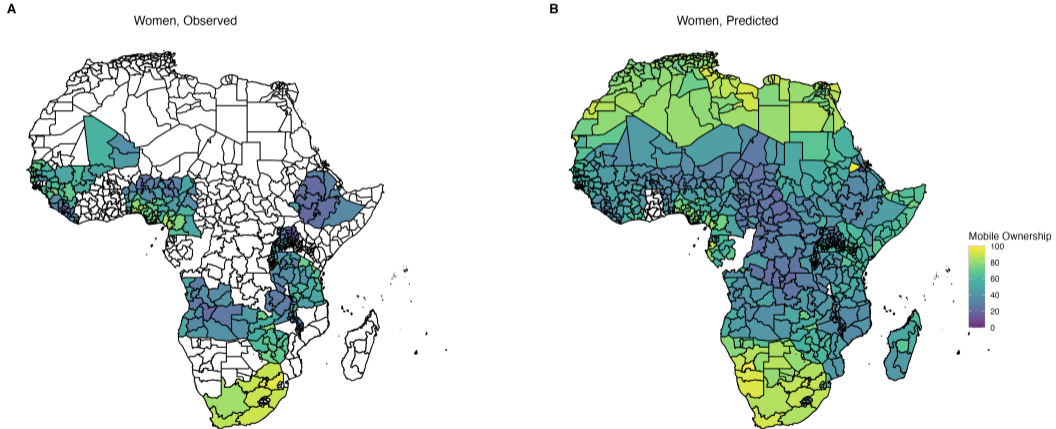 A
Women, Observed
B
Women, Predicted
Mobile Ownership
100
80
60
40
20
0